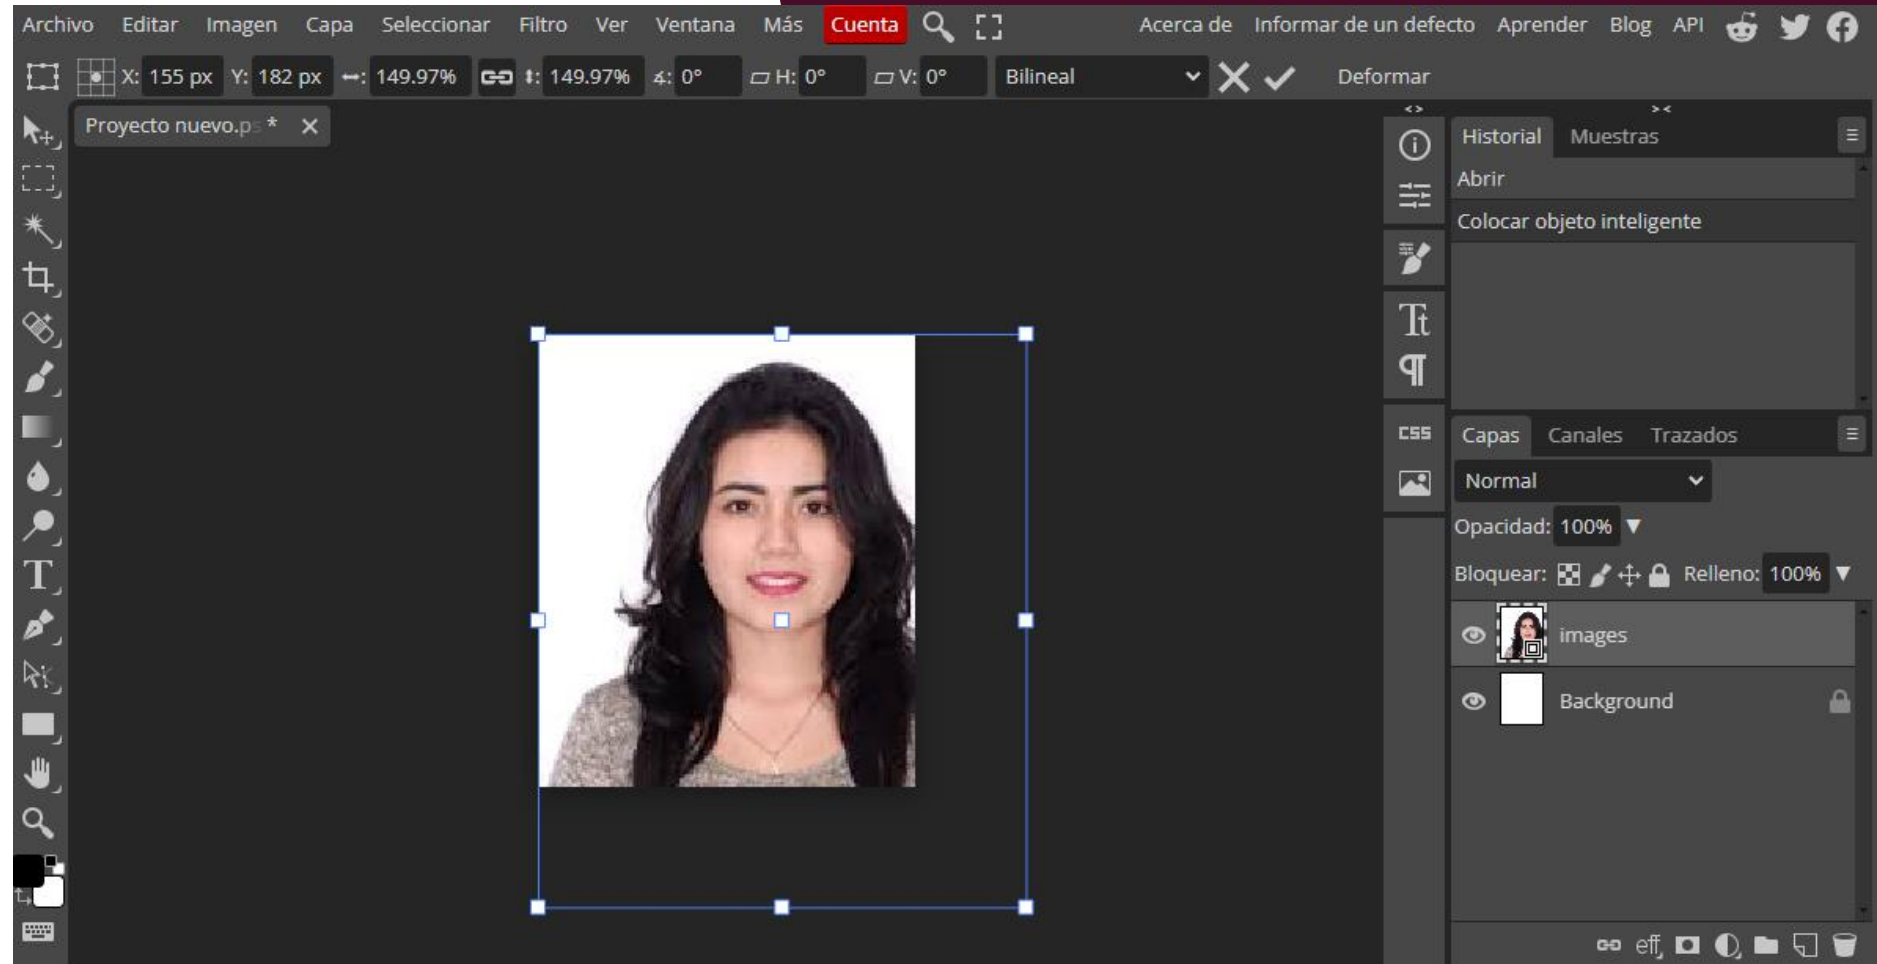 Archivo Editar Imagen Capa Seleccionar Filtro Ver Ventana Más Cuenta Acerca de Informar de un defecto Aprender Blog API
X: 155 px Y: 182 px ↔: 149.97% ↕: 149.97% ∡: 0° H: 0° V: 0° Bilineal Deformar
Proyecto nuevo.ps *
Historial Muestras
Abrir
Colocar objeto inteligente
CSS
Capas Canales Trazados
Normal
Opacidad: 100%
Bloquear: Relleno: 100%
images
Background
eff